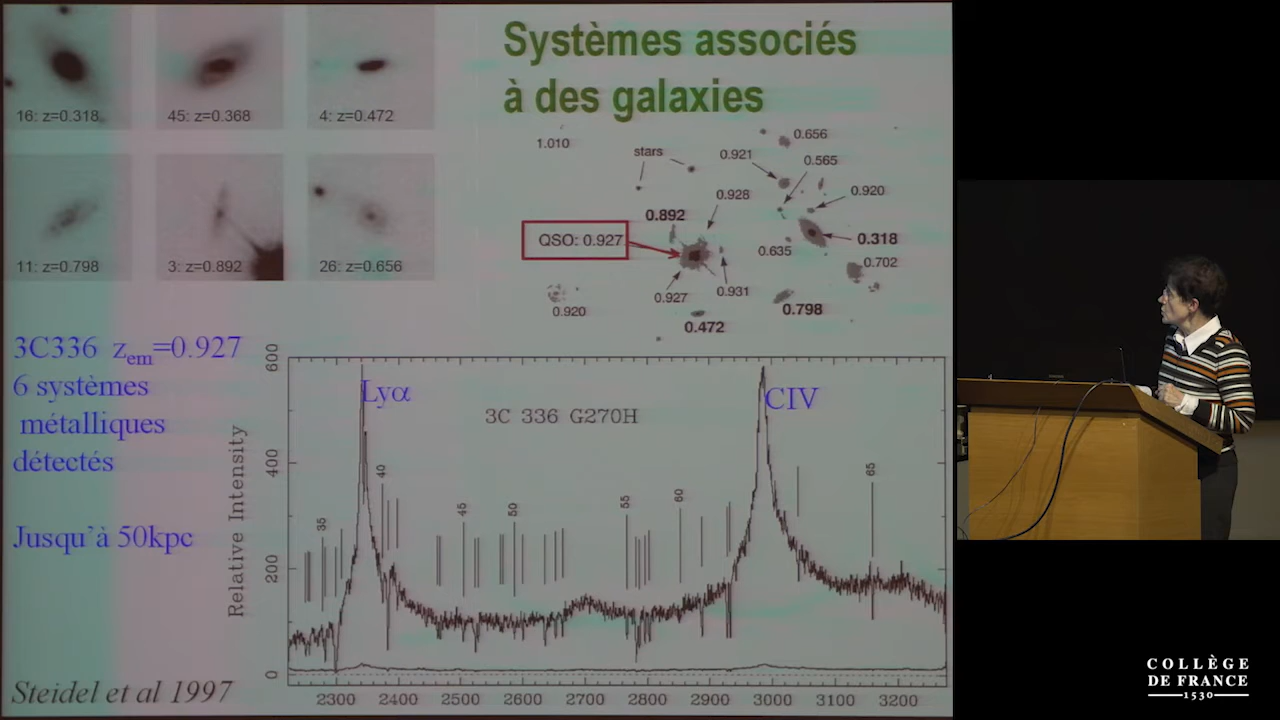 Systèmes associés
à des galaxies
16: z=0.318
45: z=0.368
4: z=0.472
11: z=0.798
3: z=0.892
26: z=0.656
1.010
stars
0.656
0.921
0.565
0.928
0.920
0.892
QSO: 0.927
0.318
0.635
0.702
0.927
0.931
0.920
0.798
0.472
3C336 zem=0.927
6 systèmes
métalliques
détectés
Jusqu'à 50kpc
Steidel et al 1997
Relative Intensity
600
400
200
0
Lyα
CIV
3C 336 G270H
35
40
45
50
55
60
65
2300 2400 2500 2600 2700 2800 2900 3000 3100 3200
COLLÈGE
DE FRANCE
1530